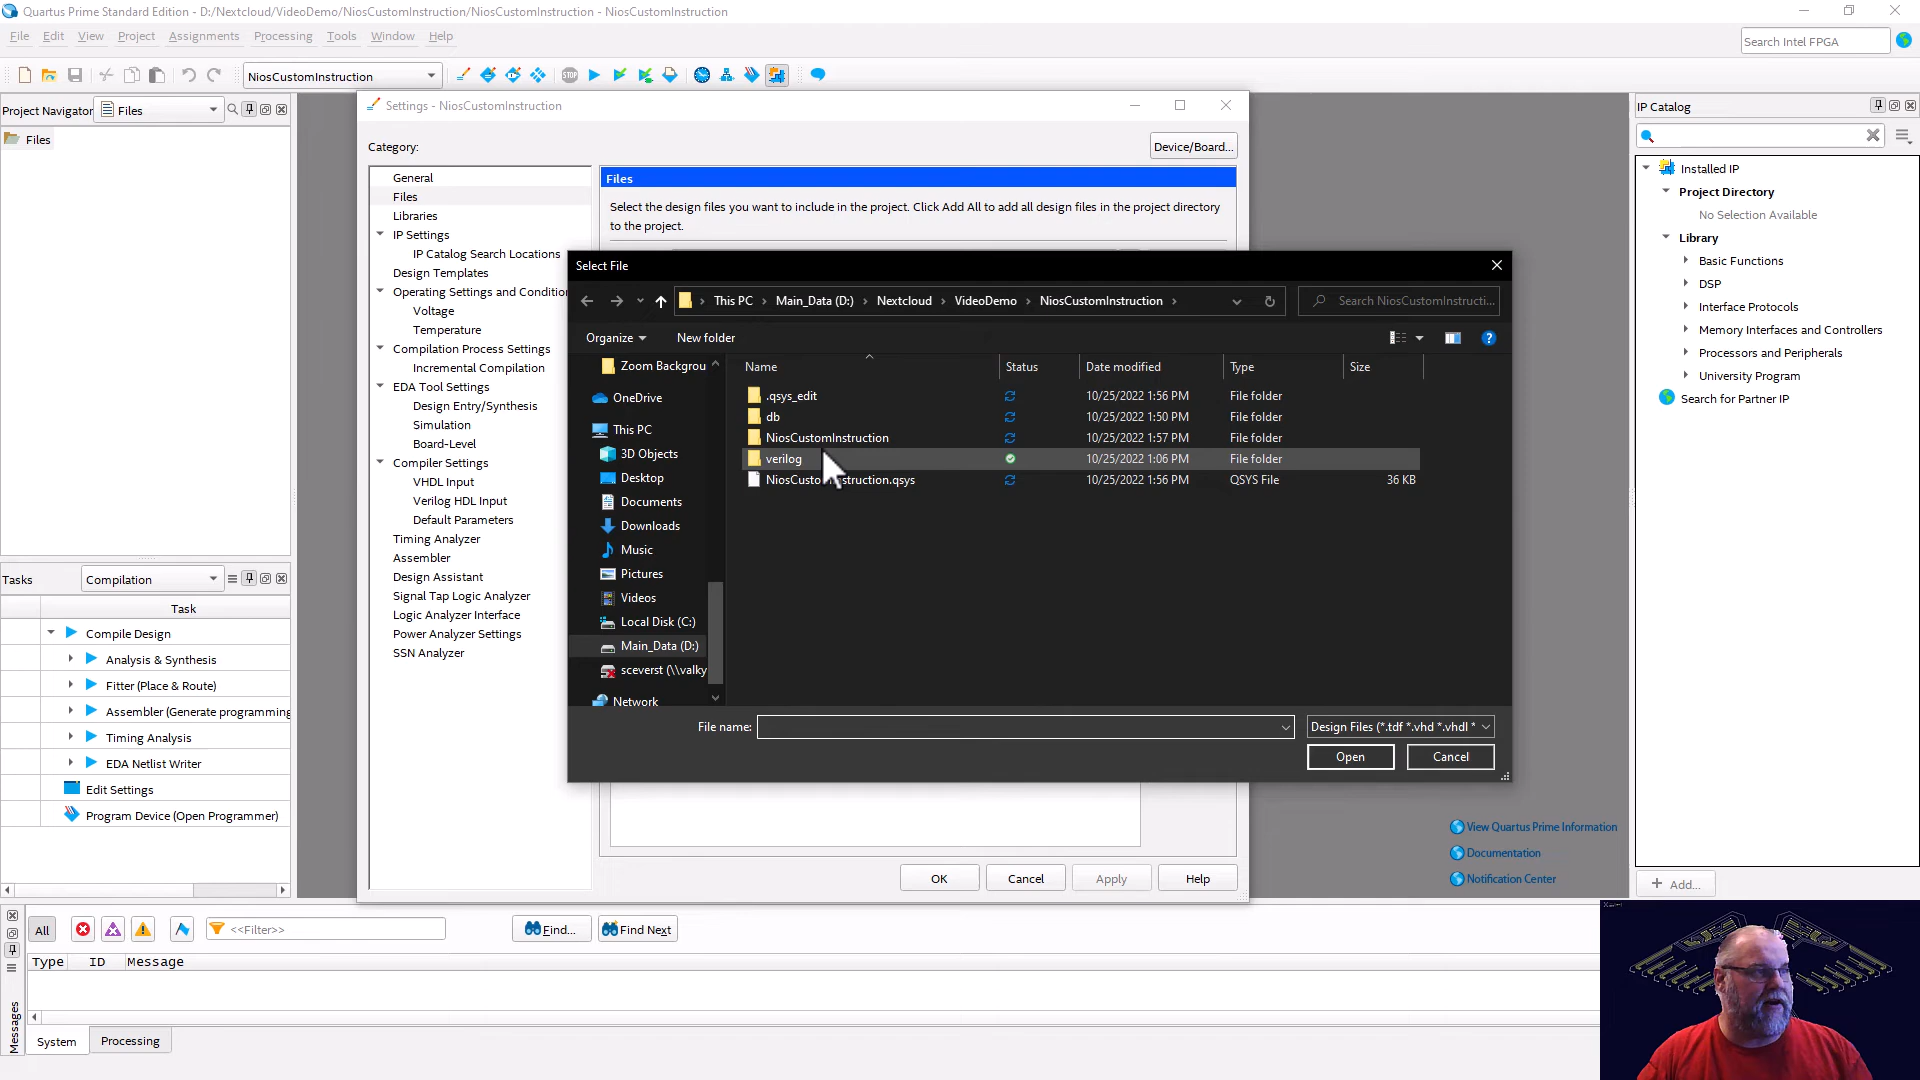 Quartus Prime Standard Edition - D:/Nextcloud/VideoDemo/NiosCustomInstruction/NiosCustomInstruction - NiosCustomInstruction
File Edit View Project Assignments Processing Tools Window Help
Search Intel FPGA
NiosCustomInstruction
Project Navigator Files
Files
Settings - NiosCustomInstruction
Category:
Device/Board...
General
Files
Libraries
IP Settings
IP Catalog Search Locations
Design Templates
Operating Settings and Conditio
Voltage
Temperature
Compilation Process Settings
Incremental Compilation
EDA Tool Settings
Design Entry/Synthesis
Simulation
Board-Level
Compiler Settings
VHDL Input
Verilog HDL Input
Default Parameters
Timing Analyzer
Assembler
Design Assistant
Signal Tap Logic Analyzer
Logic Analyzer Interface
Power Analyzer Settings
SSN Analyzer
Files
Select the design files you want to include in the project. Click Add All to add all design files in the project directory
to the project.
Select File
This PC Main_Data (D:) Nextcloud VideoDemo NiosCustomInstruction
Search NiosCustomInstructi...
Organize New folder
Zoom Backgrou
OneDrive
This PC
3D Objects
Desktop
Documents
Downloads
Music
Pictures
Videos
Local Disk (C:)
Main_Data (D:)
sceverst (\\valky
Network
Name Status Date modified Type Size
.qsys_edit 10/25/2022 1:56 PM File folder
db 10/25/2022 1:50 PM File folder
NiosCustomInstruction 10/25/2022 1:57 PM File folder
verilog 10/25/2022 1:06 PM File folder
10/25/2022 1:56 PM QSYS File 36 KB
File name:
Design Files (*.tdf *.vhd *.vhdl *
Open Cancel
OK Cancel Apply Help
IP Catalog
Installed IP
Project Directory
No Selection Available
Library
Basic Functions
DSP
Interface Protocols
Memory Interfaces and Controllers
Processors and Peripherals
University Program
Search for Partner IP
+ Add...
View Quartus Prime Information
Documentation
Notification Center
Tasks Compilation
Task
Compile Design
Analysis & Synthesis
Fitter (Place & Route)
Assembler (Generate programming
Timing Analysis
EDA Netlist Writer
Edit Settings
Program Device (Open Programmer)
All
<<Filter>>
Find... Find Next
Type ID Message
Messages
System Processing